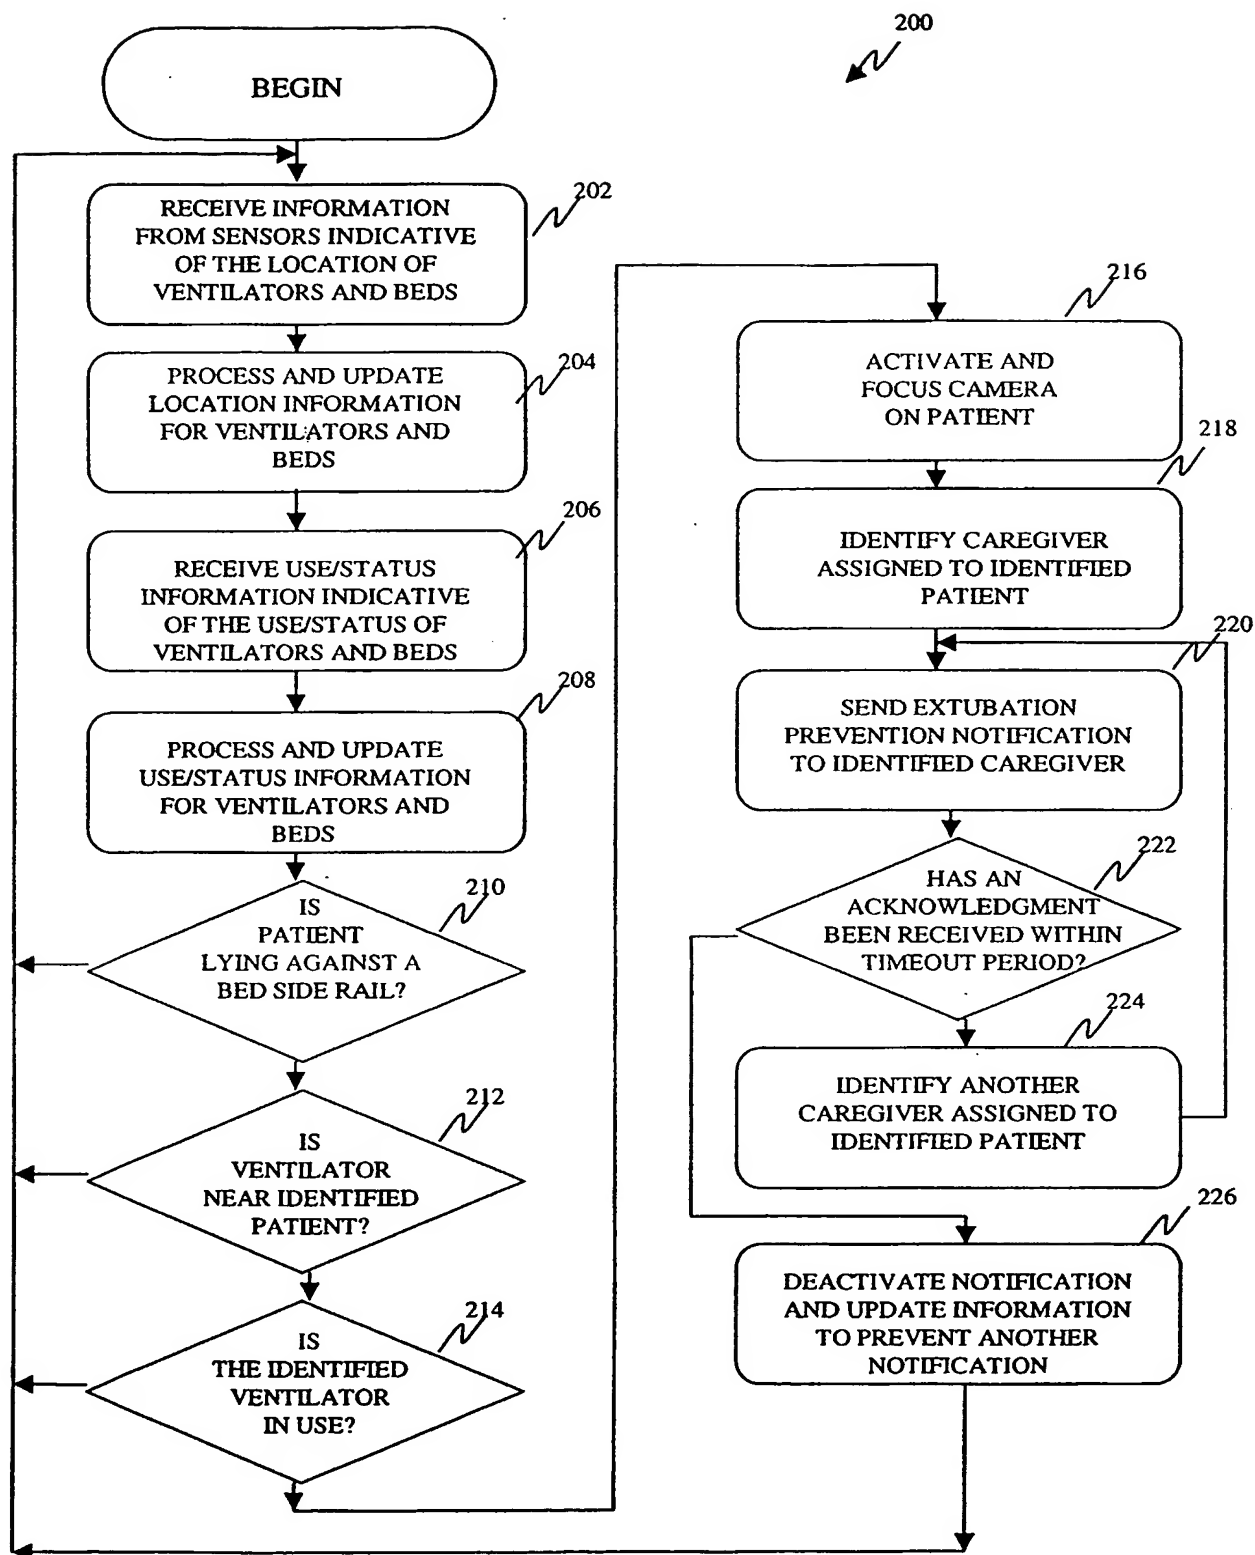 200
BEGIN
202
RECEIVE INFORMATION
FROM SENSORS INDICATIVE
OF THE LOCATION OF
VENTILATORS AND BEDS
204
PROCESS AND UPDATE
LOCATION INFORMATION
FOR VENTILATORS AND
BEDS
206
RECEIVE USE/STATUS
INFORMATION INDICATIVE
OF THE USE/STATUS OF
VENTILATORS AND BEDS
208
PROCESS AND UPDATE
USE/STATUS INFORMATION
FOR VENTILATORS AND
BEDS
210
IS
PATIENT
LYING AGAINST A
BED SIDE RAIL?
212
IS
VENTILATOR
NEAR IDENTIFIED
PATIENT?
214
IS
THE IDENTIFIED
VENTILATOR
IN USE?
216
ACTIVATE AND
FOCUS CAMERA
ON PATIENT
218
IDENTIFY CAREGIVER
ASSIGNED TO IDENTIFIED
PATIENT
220
SEND EXTUBATION
PREVENTION NOTIFICATION
TO IDENTIFIED CAREGIVER
222
HAS AN
ACKNOWLEDGMENT
BEEN RECEIVED WITHIN
TIMEOUT PERIOD?
224
IDENTIFY ANOTHER
CAREGIVER ASSIGNED TO
IDENTIFIED PATIENT
226
DEACTIVATE NOTIFICATION
AND UPDATE INFORMATION
TO PREVENT ANOTHER
NOTIFICATION